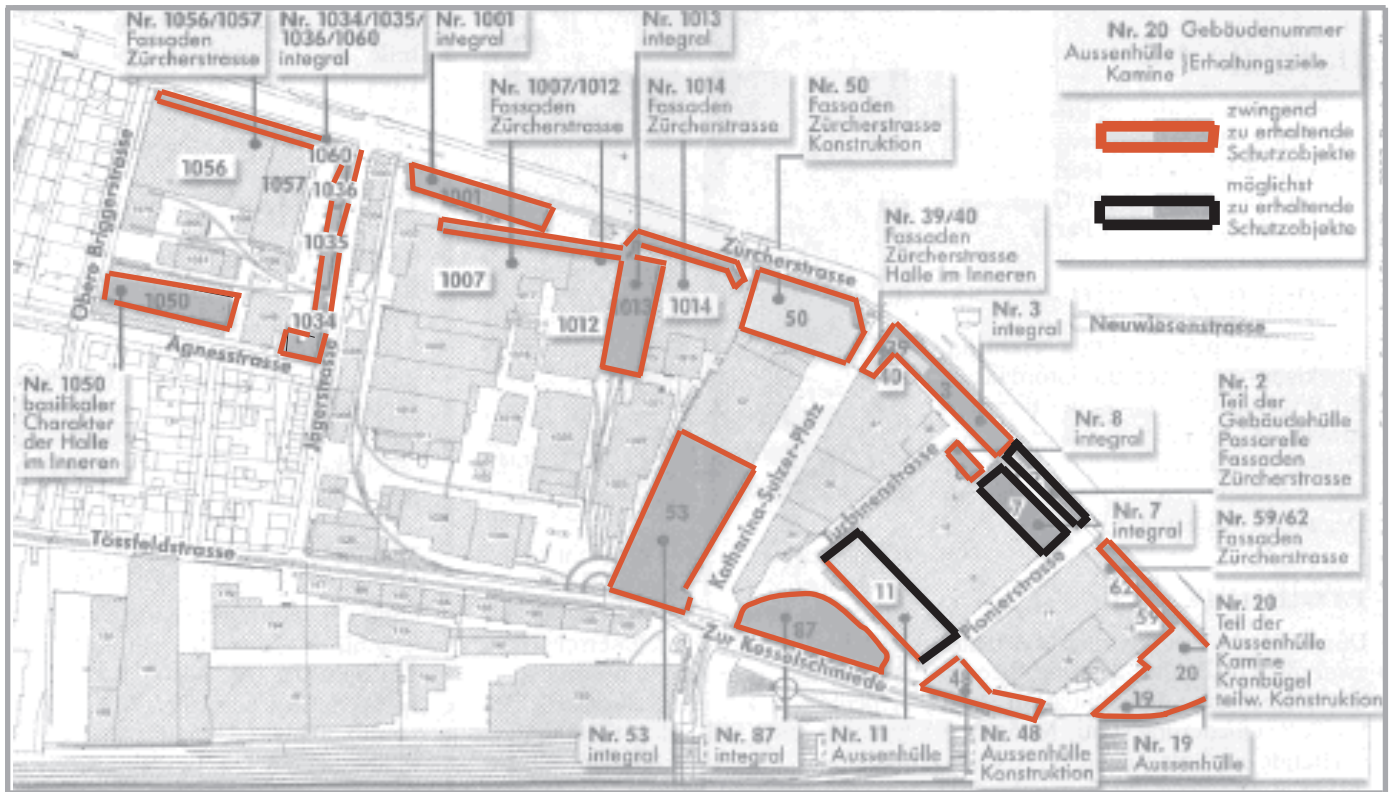 Nr. 1056/1057
Fassaden
Zürcherstrasse
Nr. 1034/1035/
1036/1060
integral
Nr. 1001
integral
Nr. 1013
integral
Nr. 1007/1012
Fassaden
Zürcherstrasse
Nr. 1014
Fassaden
Zürcherstrasse
Nr. 50
Fassaden
Zürcherstrasse
Konstruktion
Nr. 20 Gebäudenummer
Aussenhülle
Kamine }Erhaltungsziele
zwingend
zu erhaltende
Schutzobjekte
möglichst
zu erhaltende
Schutzobjekte
Nr. 39/40
Fassaden
Zürcherstrasse
Halle im Inneren
Nr. 3
integral
Neuwiesenstrasse
Nr. 8
integral
Nr. 2
Teil der
Gebäudehülle
Passarelle
Fassaden
Zürcherstrasse
Nr. 7
integral
Nr. 59/62
Fassaden
Zürcherstrasse
Nr. 20
Teil der
Aussenhülle
Kamine
Kranbügel
teilw. Konstruktion
Obere Briggerstrasse
1056
1057
1060
1036
1035
1034
1050
Agnesstrasse
Jägerstrasse
1001
1007
1012
1013
1014
Zürcherstrasse
50
39
40
3
7
Nr. 1050
basilikaler
Charakter
der Halle
im Inneren
Tössfeldstrasse
53
Katharina-Sulzer-Platz
Turbinenstrasse
11
Pionierstrasse
62
59
20
19
87
48
Zur Kesselschmiede
Nr. 53
integral
Nr. 87
integral
Nr. 11
Aussenhülle
Nr. 48
Aussenhülle
Konstruktion
Nr. 19
Aussenhülle